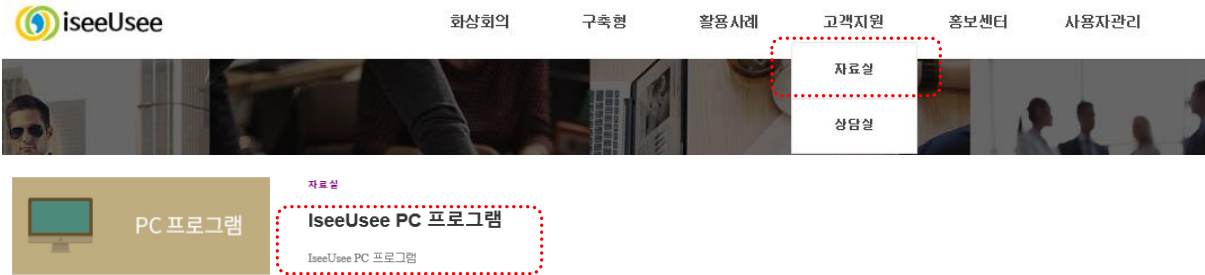 iseeUsee
화상회의 구축형 활용사례 고객지원 홍보센터 사용자관리
자료실
상담실
PC 프로그램
자료실
IseeUsee PC 프로그램
IseeUsee PC 프로그램